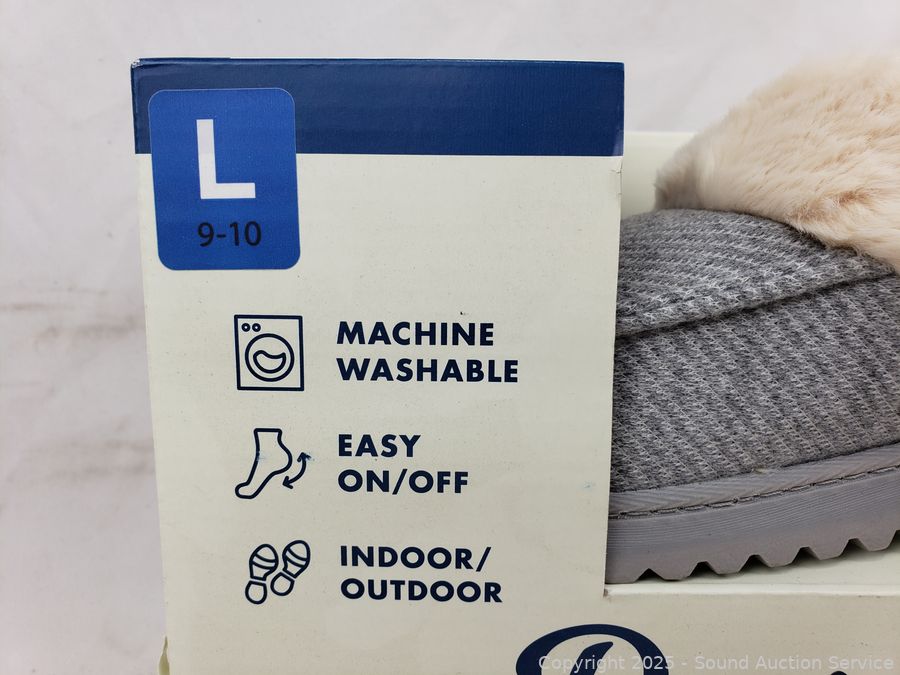 L
9-10
MACHINE
WASHABLE
EASY
ON/OFF
INDOOR/
OUTDOOR
Copyright 2025 - Sound Auction Service